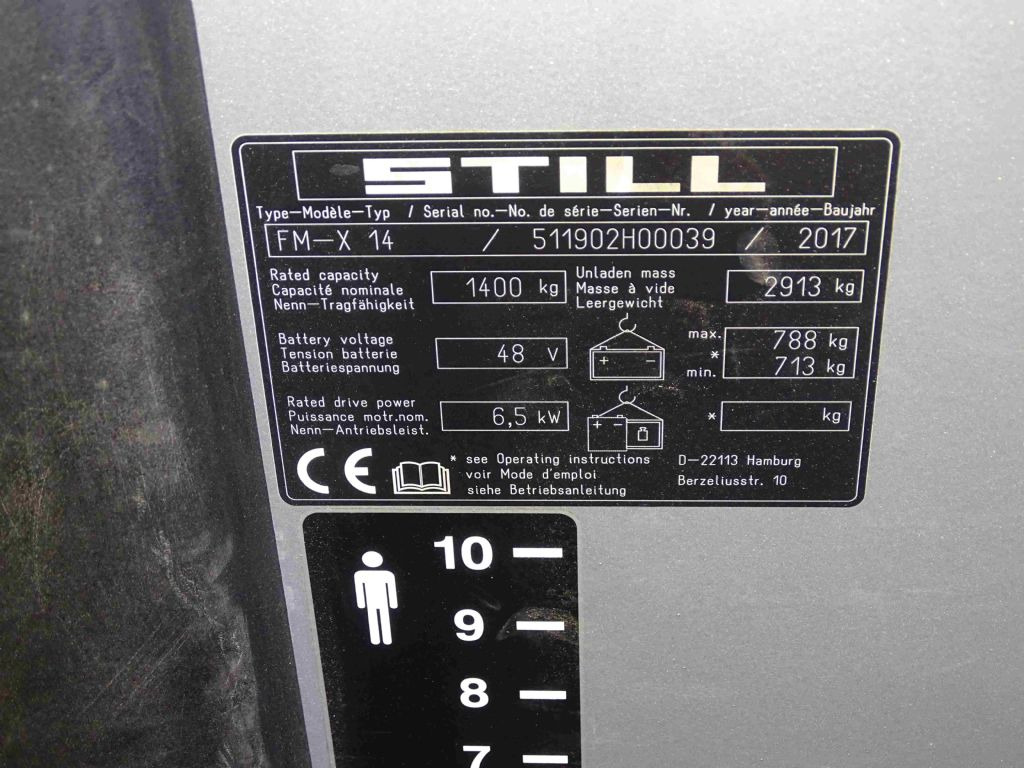 STILL
Type-Modèle-Typ / Serial no.-No. de série-Serien-Nr. / year-année-Baujahr
FM-X 14 / 511902H00039 / 2017
Rated capacity
Capacité nominale
Nenn-Tragfähigkeit
1400 kg
Unladen mass
Masse à vide
Leergewicht
2913 kg
Battery voltage
Tension batterie
Batteriespannung
48 V
+ -
max. 788 kg
*
min. 713 kg
Rated drive power
Puissance motr.nom.
Nenn-Antriebsleist.
6,5 kW
+ -
* kg
CE
* see Operating instructions
voir Mode d'emploi
siehe Betriebsanleitung
D-22113 Hamburg
Berzeliusstr. 10
10
9
8
7